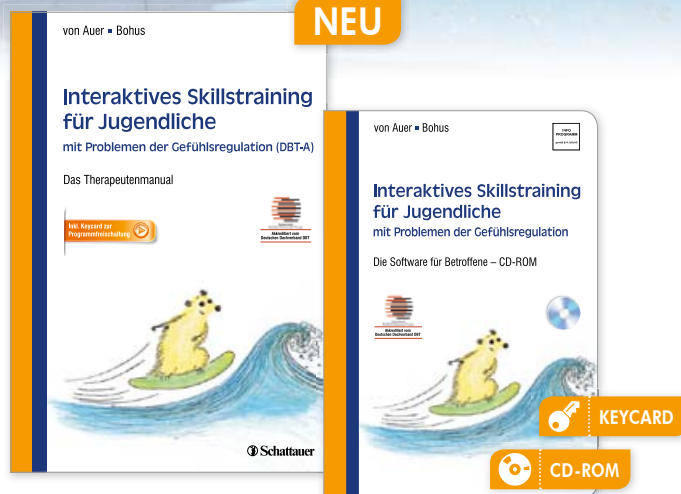 NEU
von Auer ▪ Bohus
Interaktives Skillstraining
für Jugendliche
mit Problemen der Gefühlsregulation (DBT-A)
Das Therapeutenmanual
Inkl. Keycard zur
Programmfreischaltung
Akkreditiert vom
Deutschen Dachverband DBT
Schattauer
von Auer ▪ Bohus
INFO
PROGRAMM
Interaktives Skillstraining
für Jugendliche
mit Problemen der Gefühlsregulation
Die Software für Betroffene – CD-ROM
Akkreditiert vom
Deutschen Dachverband DBT
KEYCARD
CD-ROM